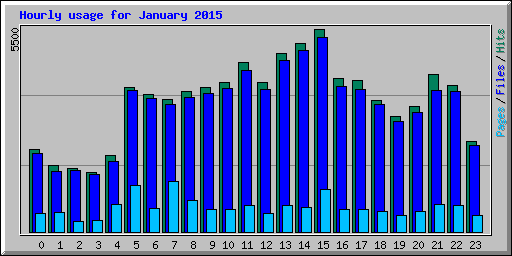 Hourly usage for January 2015
5500
Pages/Files/Hits
0 1 2 3 4 5 6 7 8 9 10 11 12 13 14 15 16 17 18 19 20 21 22 23